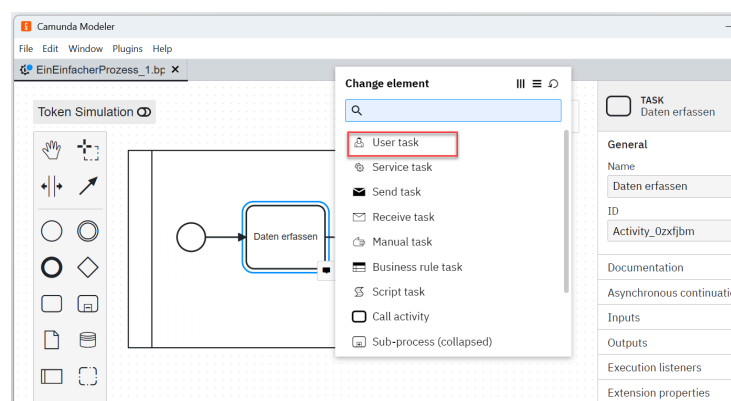 Camunda Modeler
File Edit Window Plugins Help
EinEinfacherProzess_1.bp ×
Token Simulation
Daten erfassen
Change element
User task
Service task
Send task
Receive task
Manual task
Business rule task
Script task
Call activity
Sub-process (collapsed)
TASK
Daten erfassen
General
Name
Daten erfassen
ID
Activity_0zxfjbm
Documentation
Asynchronous continuati
Inputs
Outputs
Execution listeners
Extension properties